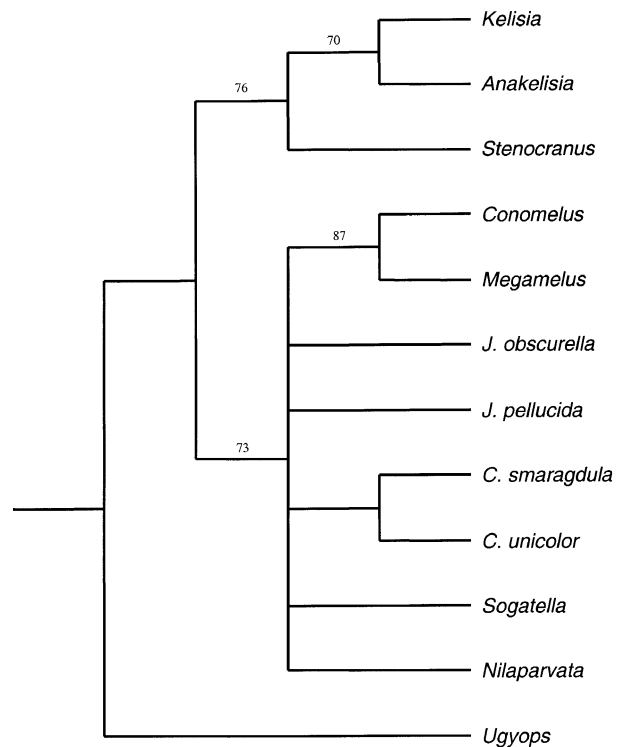 Kelisia
70
Anakelisia
76
Stenocranus
Conomelus
87
Megamelus
J. obscurella
J. pellucida
73
C. smaragdula
C. unicolor
Sogatella
Nilaparvata
Ugyops